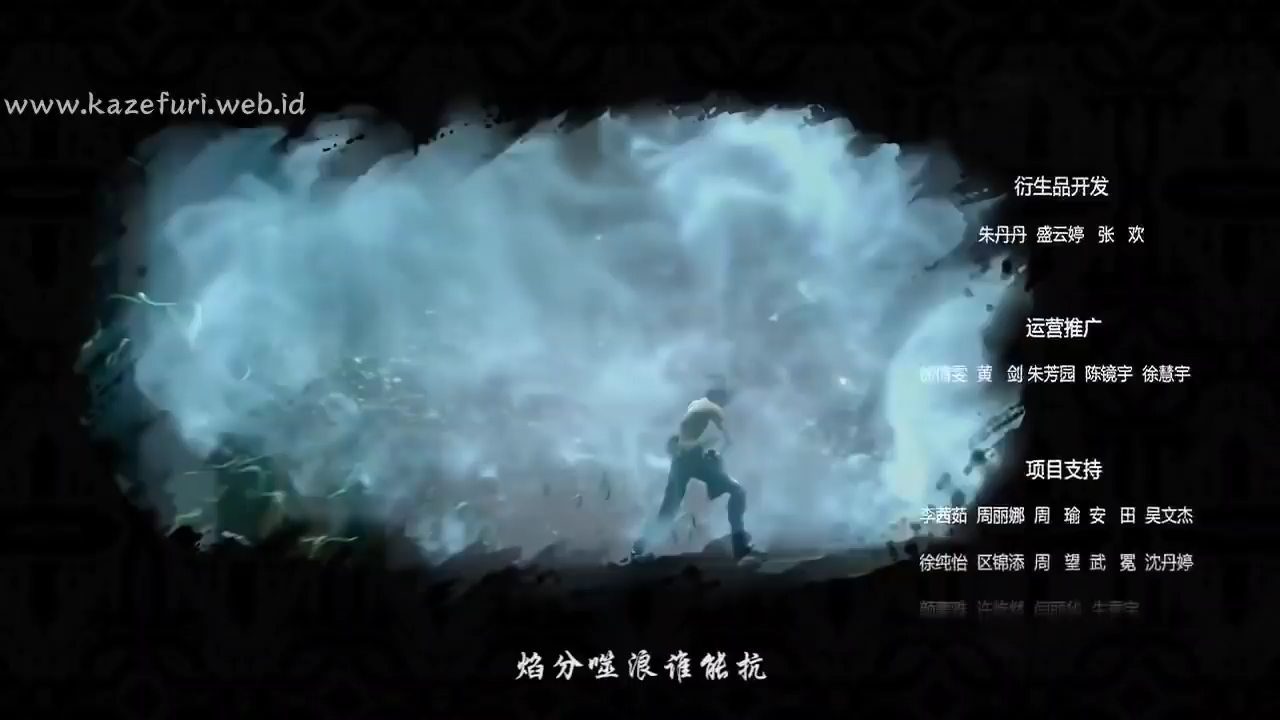 www.kazefuri.web.id
衍生品开发
朱丹丹 盛云婷 张 欢
运营推广
黄 剑 朱芳园 陈镜宇 徐慧宇
项目支持
李茜茹 周丽娜 周 瑜 安 田 吴文杰
徐纯怡 区锦添 周 望 武 冕 沈丹婷
焰分噬浪谁能抗